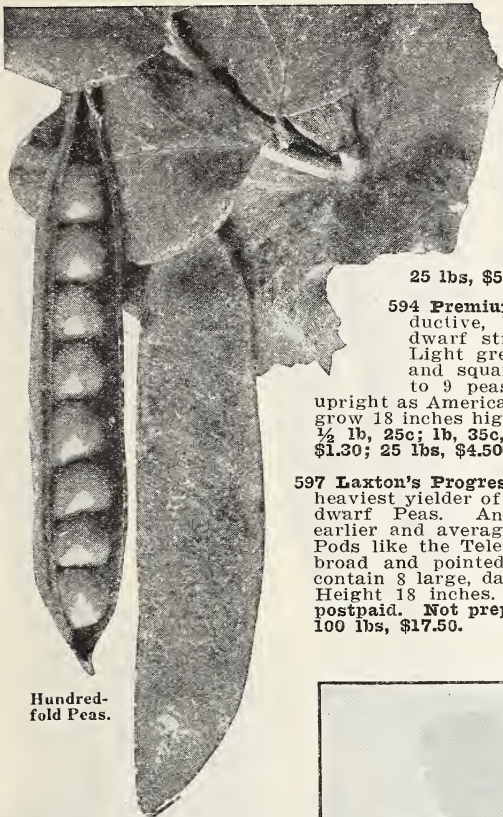 25 lbs, $5
594 Premiu
ductive,
dwarf st
Light gre
and squa
to 9 peas
upright as America
grow 18 inches hig
½ lb, 25c; lb, 35c,
$1.30; 25 lbs, $4.50
597 Laxton's Progres
heaviest yielder of
dwarf Peas. An
earlier and averag
Pods like the Tele
broad and pointed
contain 8 large, da
Height 18 inches.
postpaid. Not prep
100 lbs, $17.50.
Hundred-
fold Peas.